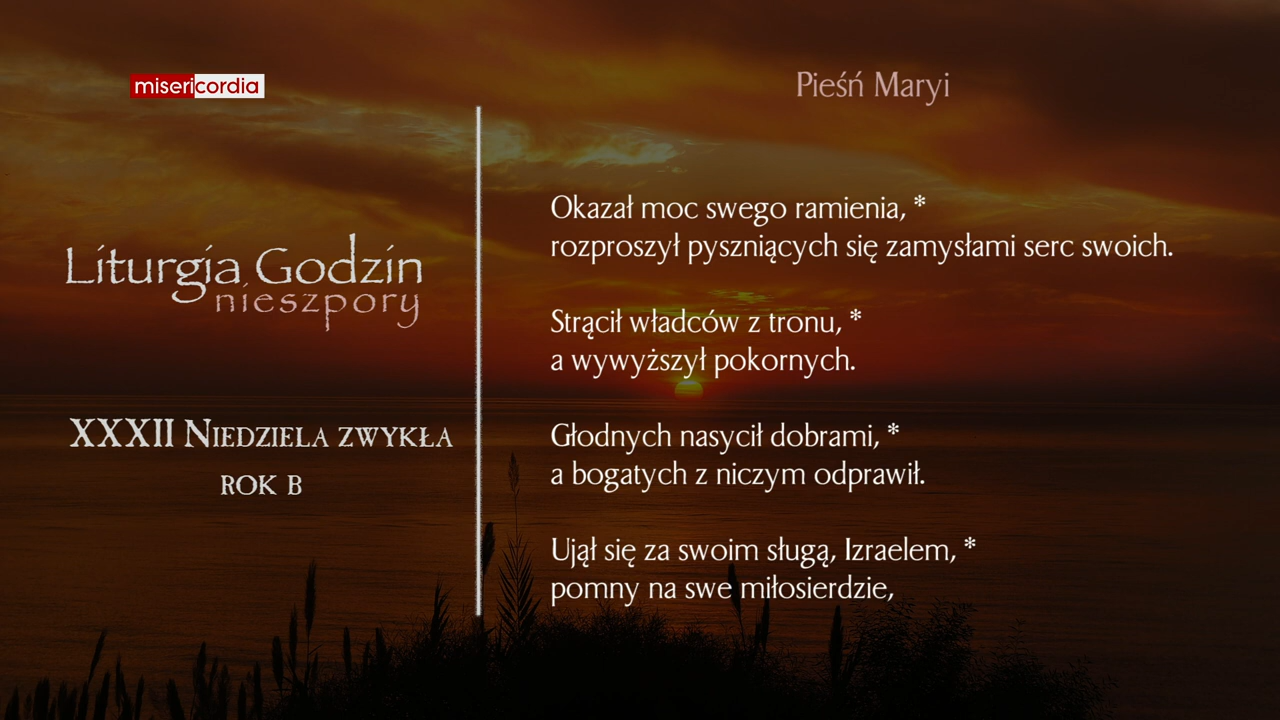 misericordia
Liturgia Godzin
nieszpory
XXXII Niedziela zwykła
rok B
Pieśń Maryi
Okazał moc swego ramienia, *
rozproszył pyszniących się zamysłami serc swoich.
Strącił władców z tronu, *
a wywyższył pokornych.
Głodnych nasycił dobrami, *
a bogatych z niczym odprawił.
Ujął się za swoim sługą, Izraelem, *
pomny na swe miłosierdzie,